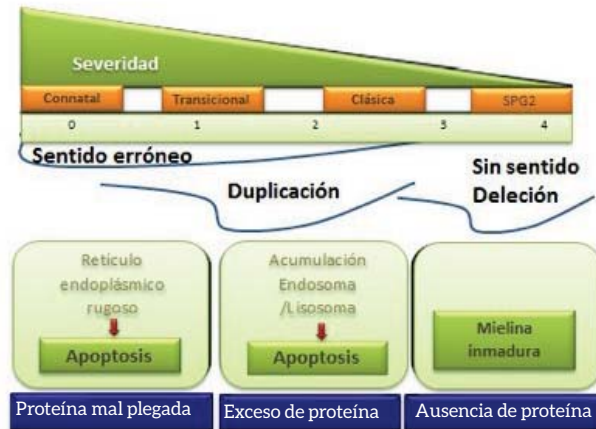 Severidad
Connatal Transicional Clásica SPG2
0 1 2 3 4
Sentido erróneo
Duplicación
Sin sentido
Deleción
Retículo
endoplásmico
rugoso
Apoptosis
Proteína mal plegada
Acumulación
Endosoma
/Lisosoma
Apoptosis
Exceso de proteína
Mielina
inmadura
Ausencia de proteína